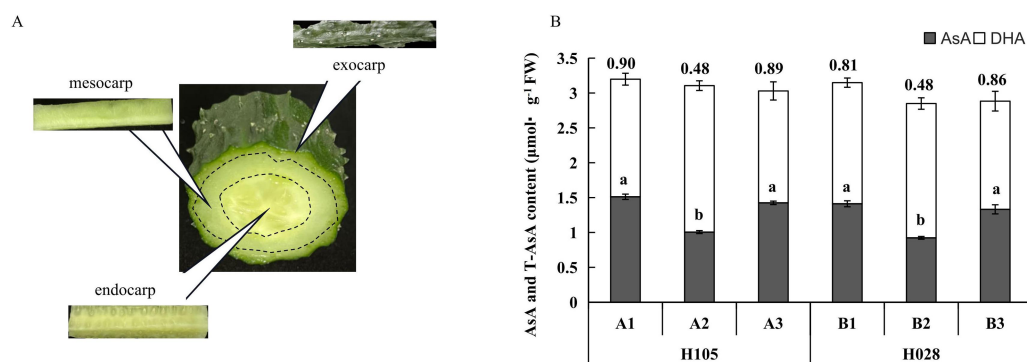 A
exocarp
mesocarp
endocarp
B
AsA DHA
AsA and T-AsA content (μmol• g⁻¹ FW)
3.5
3
2.5
2
1.5
1
0.5
0
0.90 0.48 0.89 0.81 0.48 0.86
a b a a b a
A1 A2 A3 B1 B2 B3
H105 H028